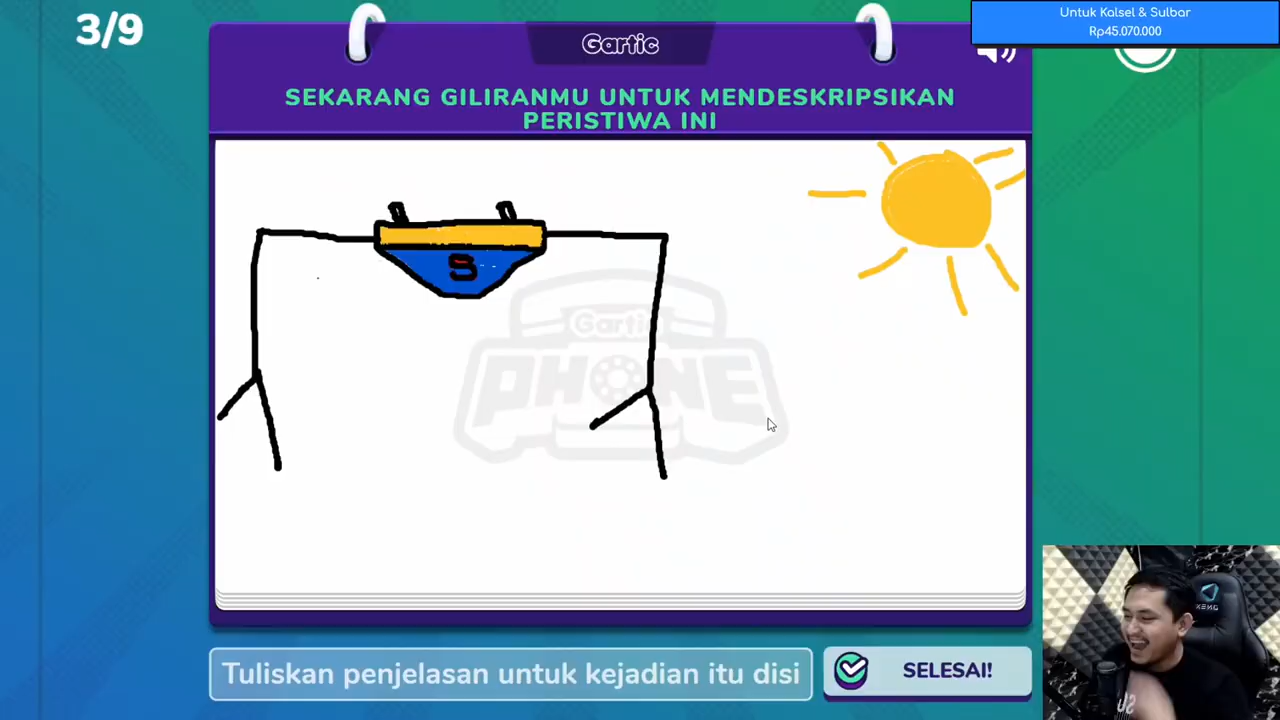 3/9
Gartic
Untuk Kalsel & Sulbar
Rp45.070.000
SEKARANG GILIRANMU UNTUK MENDESKRIPSIKAN
PERISTIWA INI
S
Gartic
PHONE
Tuliskan penjelasan untuk kejadian itu disi
SELESAI!
XENO